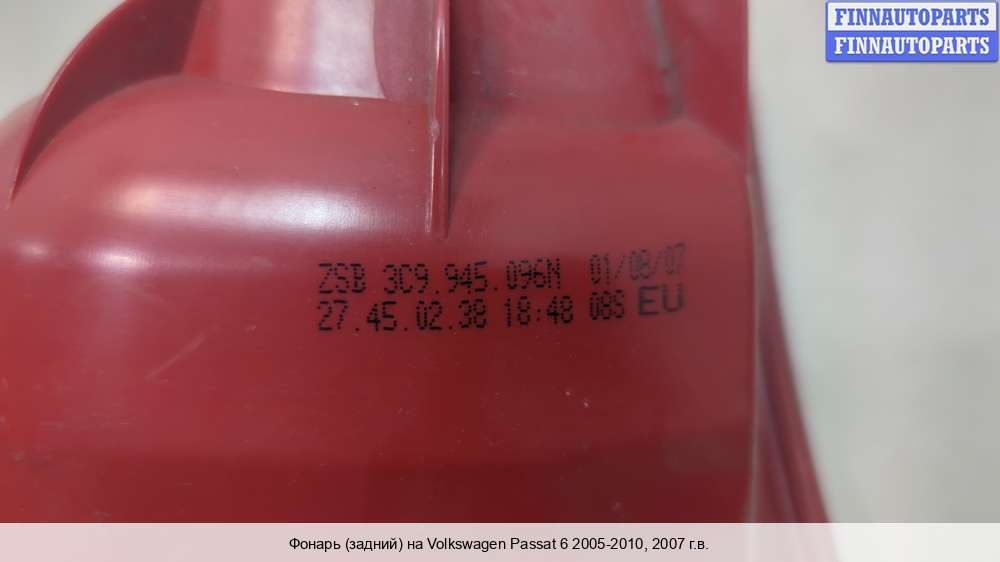 FINNAUTOPARTS
FINNAUTOPARTS
ZSB 3C9.945.096N 01/08/07
27.45.02.38 18:48 08S EU
Фонарь (задний) на Volkswagen Passat 6 2005-2010, 2007 г.в.